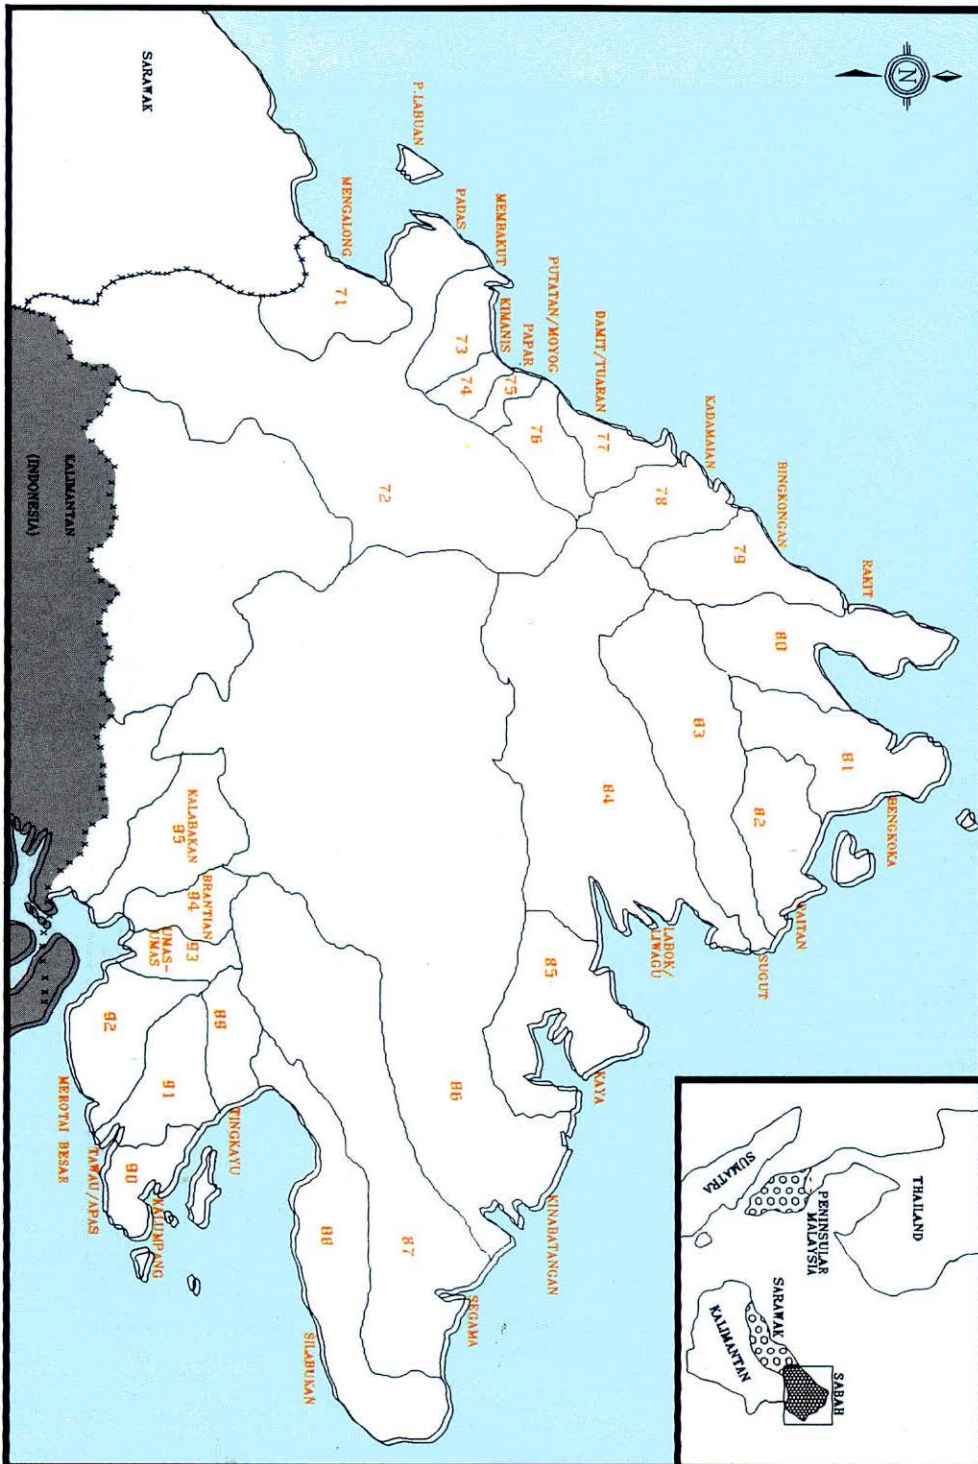 N
P.LABUAN
SARAWAK
MENGALONG
PADAS
MEMBAKUT
KIMANIS
PAPAR
PUTATAN/MOYOG
DAMIT/TUARAN
KADAMAIAN
BINGKONGAN
RAKIT
BENGKOKA
PAITAN
SUGUT
LABOK/
LIWAGU
KAYA
KINABATANGAN
SEGAMA
SILABUKAN
TINGKAYU
KALUMPANG
TAWAU/APAS
MEROTAI BESAR
71
72
73
74
75
76
77
78
79
80
81
82
83
84
85
86
87
88
89
90
91
92
93
UMAS-
UMAS
BRANTIAN
94
KALABAKAN
95
KALIMANTAN
(INDONESIA)
THAILAND
PENINSULAR
MALAYSIA
SUMATRA
SARAWAK
KALIMANTAN
SABAH